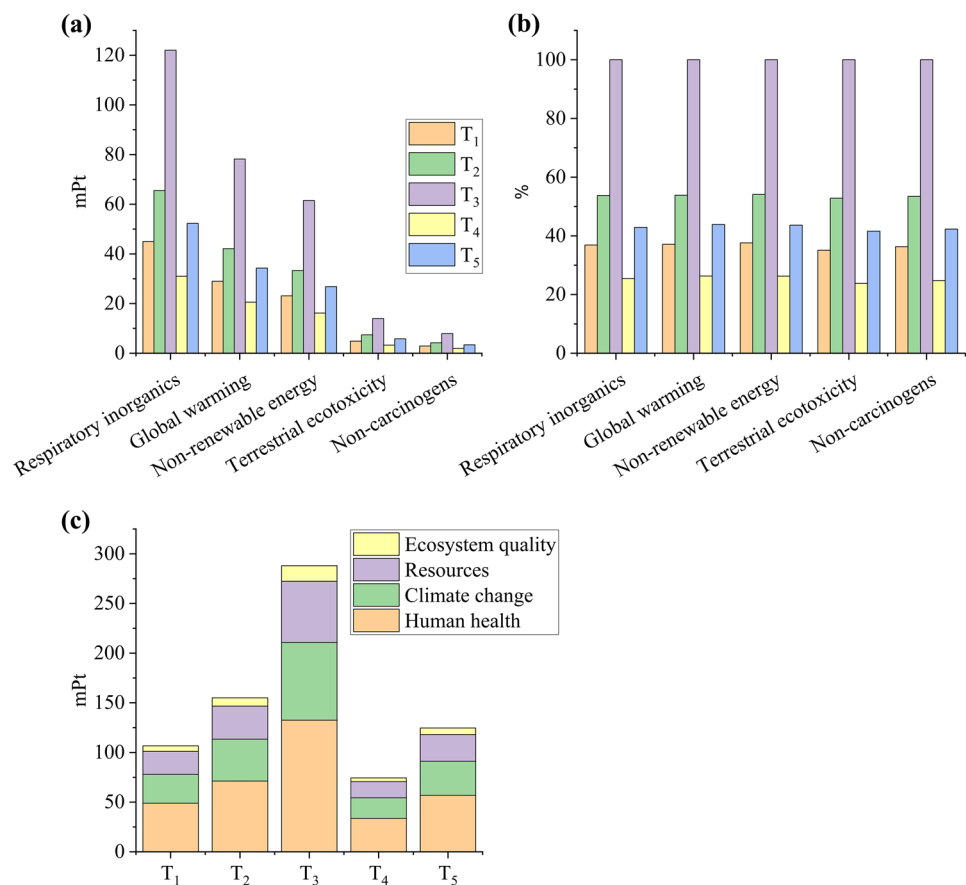 (a)
120
100
80
60
40
20
0
mPt
T1
T2
T3
T4
T5
Respiratory inorganics
Global warming
Non-renewable energy
Terrestrial ecotoxicity
Non-carcinogens
(b)
100
80
60
40
20
0
%
Respiratory inorganics
Global warming
Non-renewable energy
Terrestrial ecotoxicity
Non-carcinogens
(c)
300
250
200
150
100
50
0
mPt
Ecosystem quality
Resources
Climate change
Human health
T1 T2 T3 T4 T5